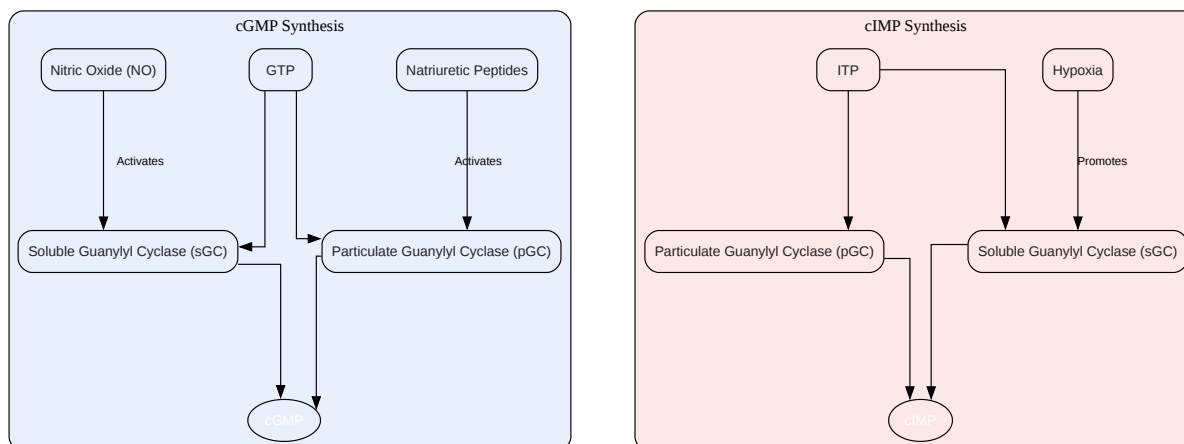 cGMP Synthesis
Nitric Oxide (NO)
GTP
Natriuretic Peptides
Activates
Activates
Soluble Guanylyl Cyclase (sGC)
Particulate Guanylyl Cyclase (pGC)
cGMP
cIMP Synthesis
ITP
Hypoxia
Promotes
Particulate Guanylyl Cyclase (pGC)
Soluble Guanylyl Cyclase (sGC)
cIMP